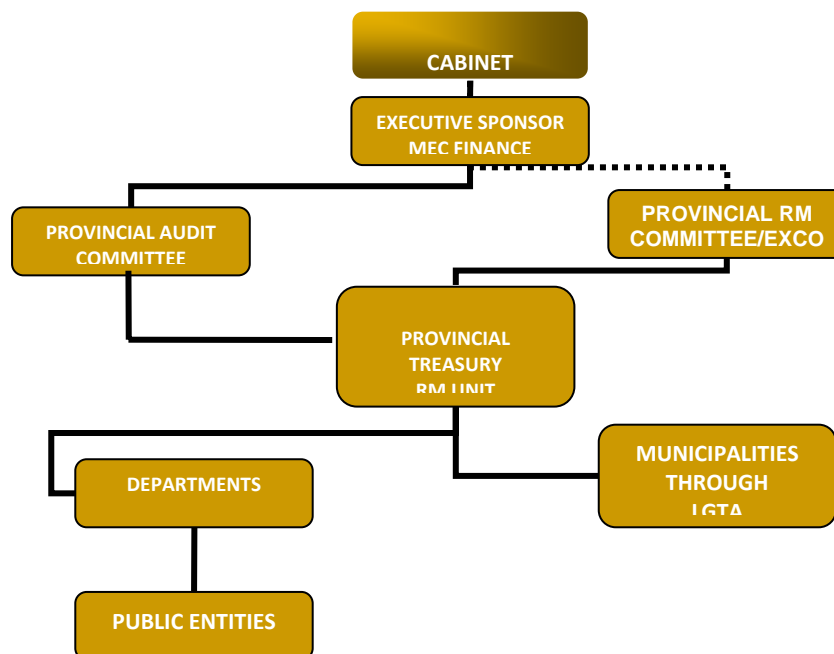 CABINET
EXECUTIVE SPONSOR
MEC FINANCE
PROVINCIAL AUDIT
COMMITTEE
PROVINCIAL RM
COMMITTEE/EXCO
PROVINCIAL
TREASURY
RM UNIT
MUNICIPALITIES
THROUGH
LGTA
DEPARTMENTS
PUBLIC ENTITIES